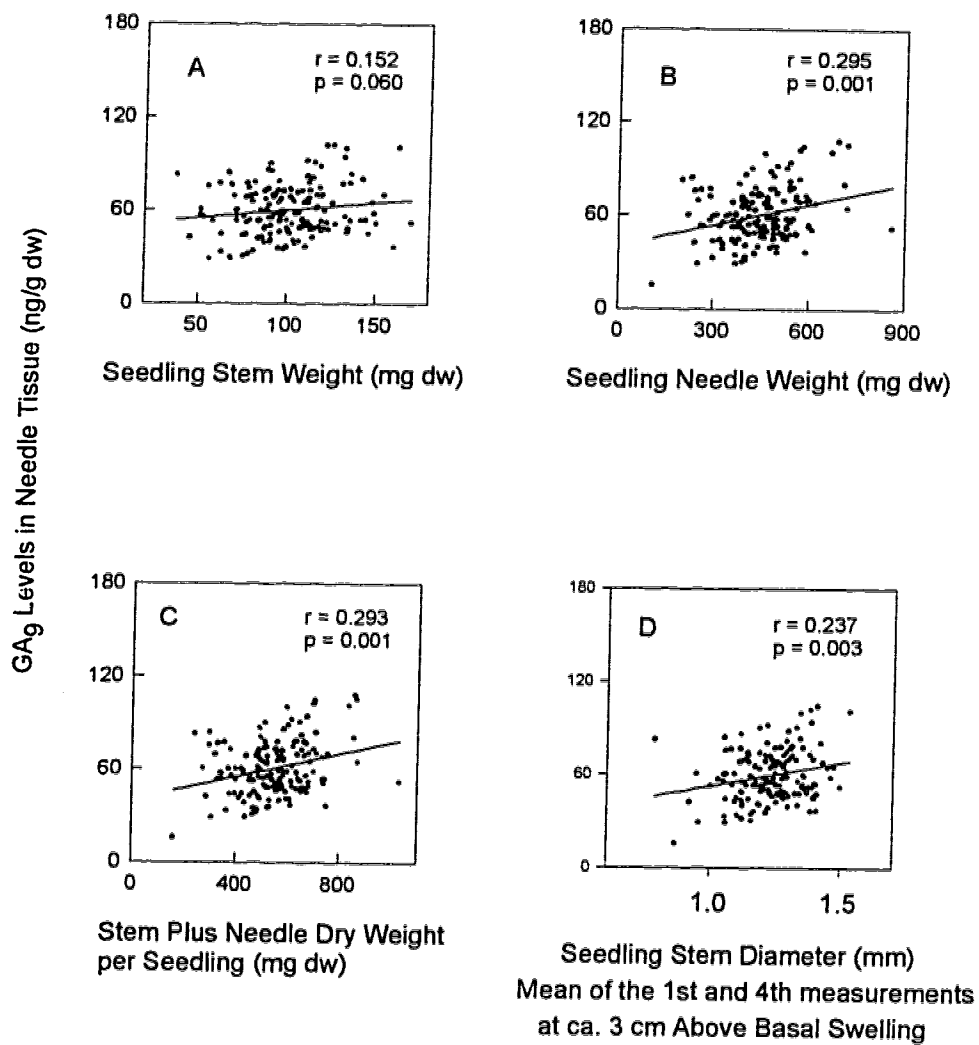 GA9 Levels in Needle Tissue (ng/g dw)
180
120
60
0
A
r = 0.152
p = 0.060
50 100 150
Seedling Stem Weight (mg dw)
180
120
60
0
B
r = 0.295
p = 0.001
0 300 600 900
Seedling Needle Weight (mg dw)
180
120
60
0
C
r = 0.293
p = 0.001
0 400 800
Stem Plus Needle Dry Weight
per Seedling (mg dw)
180
120
60
0
D
r = 0.237
p = 0.003
1.0 1.5
Seedling Stem Diameter (mm)
Mean of the 1st and 4th measurements
at ca. 3 cm Above Basal Swelling